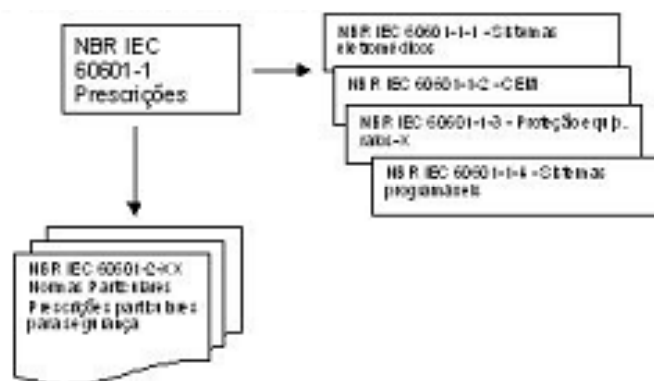 NBR IEC
60601-1
Prescrições
NBR IEC 60601-1-1 - Sistemas
eletromédicos
NBR IEC 60601-1-2 - CEM
NBR IEC 60601-1-3 - Proteção equip.
raios-X
NBR IEC 60601-1-4 - Sistemas
programáveis
NBR IEC 60601-2-XX
Normas Particulares
Prescrições particulares
para segurança